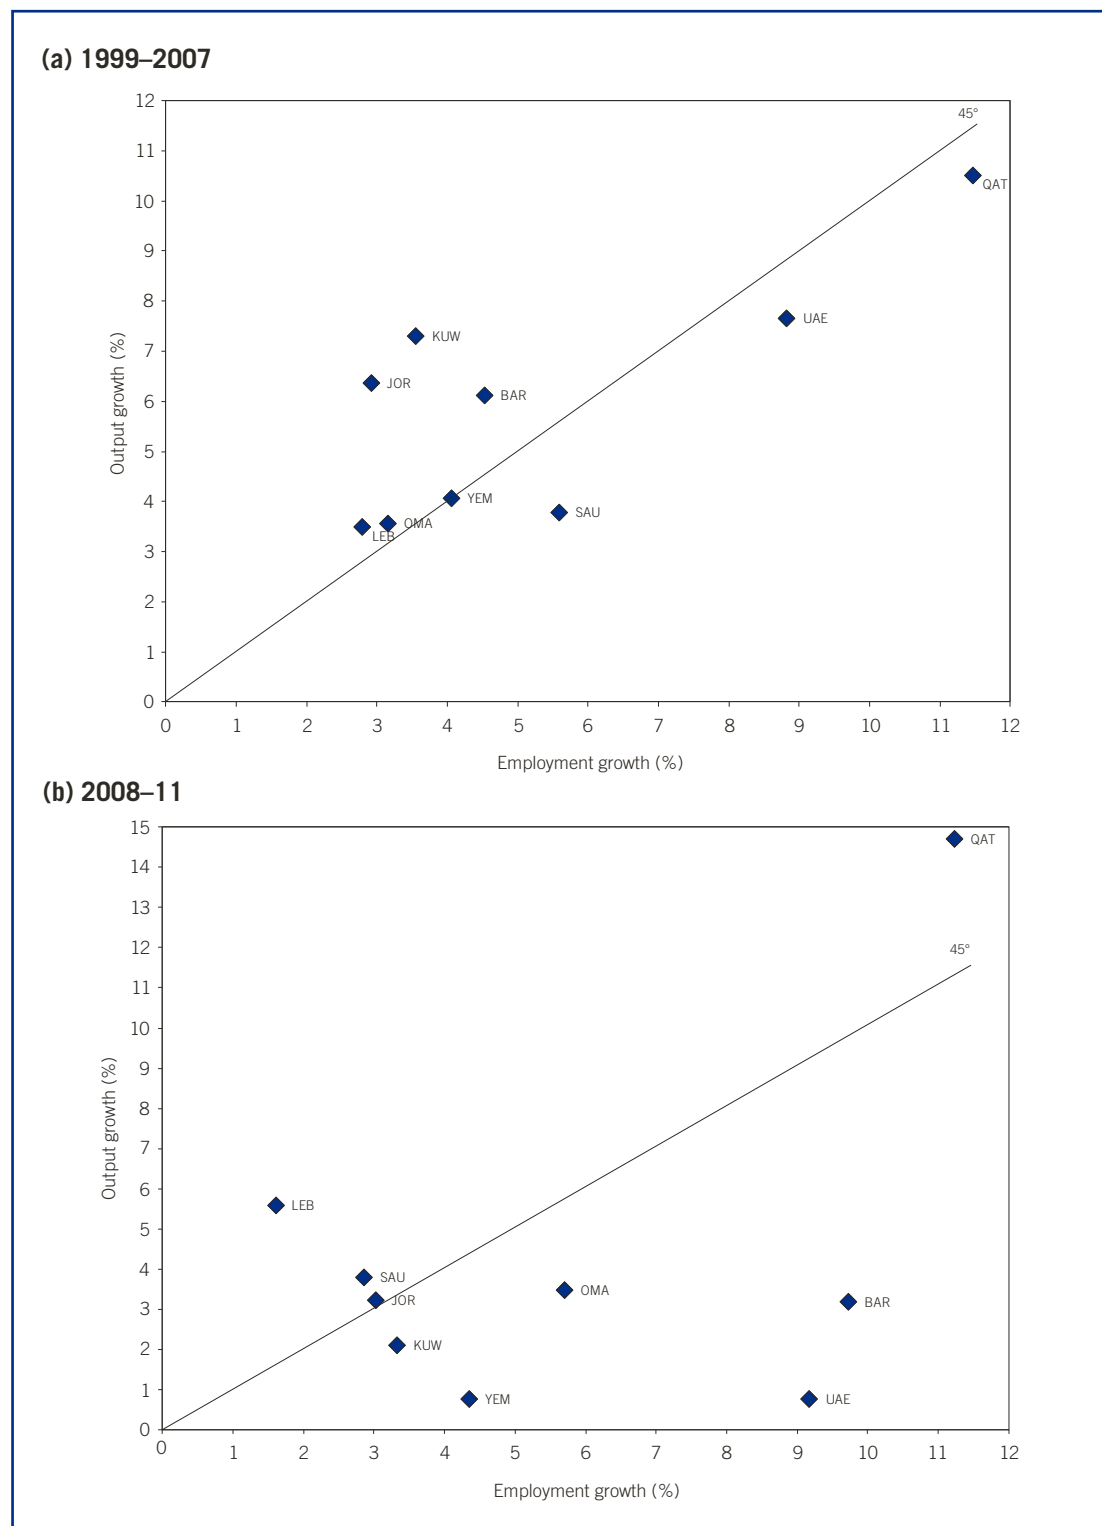 (a) 1999–2007
12
45°
11
QAT
10
9
8
UAE
KUW
7
JOR
BAR
6
5
YEM
SAU
4
OMA
LEB
3
2
1
0
Output growth (%)
0 1 2 3 4 5 6 7 8 9 10 11 12
Employment growth (%)
(b) 2008–11
15
QAT
14
13
12
45°
11
10
9
8
7
6
LEB
5
4
SAU
OMA
JOR
BAR
3
KUW
2
YEM
UAE
1
0
Output growth (%)
0 1 2 3 4 5 6 7 8 9 10 11 12
Employment growth (%)